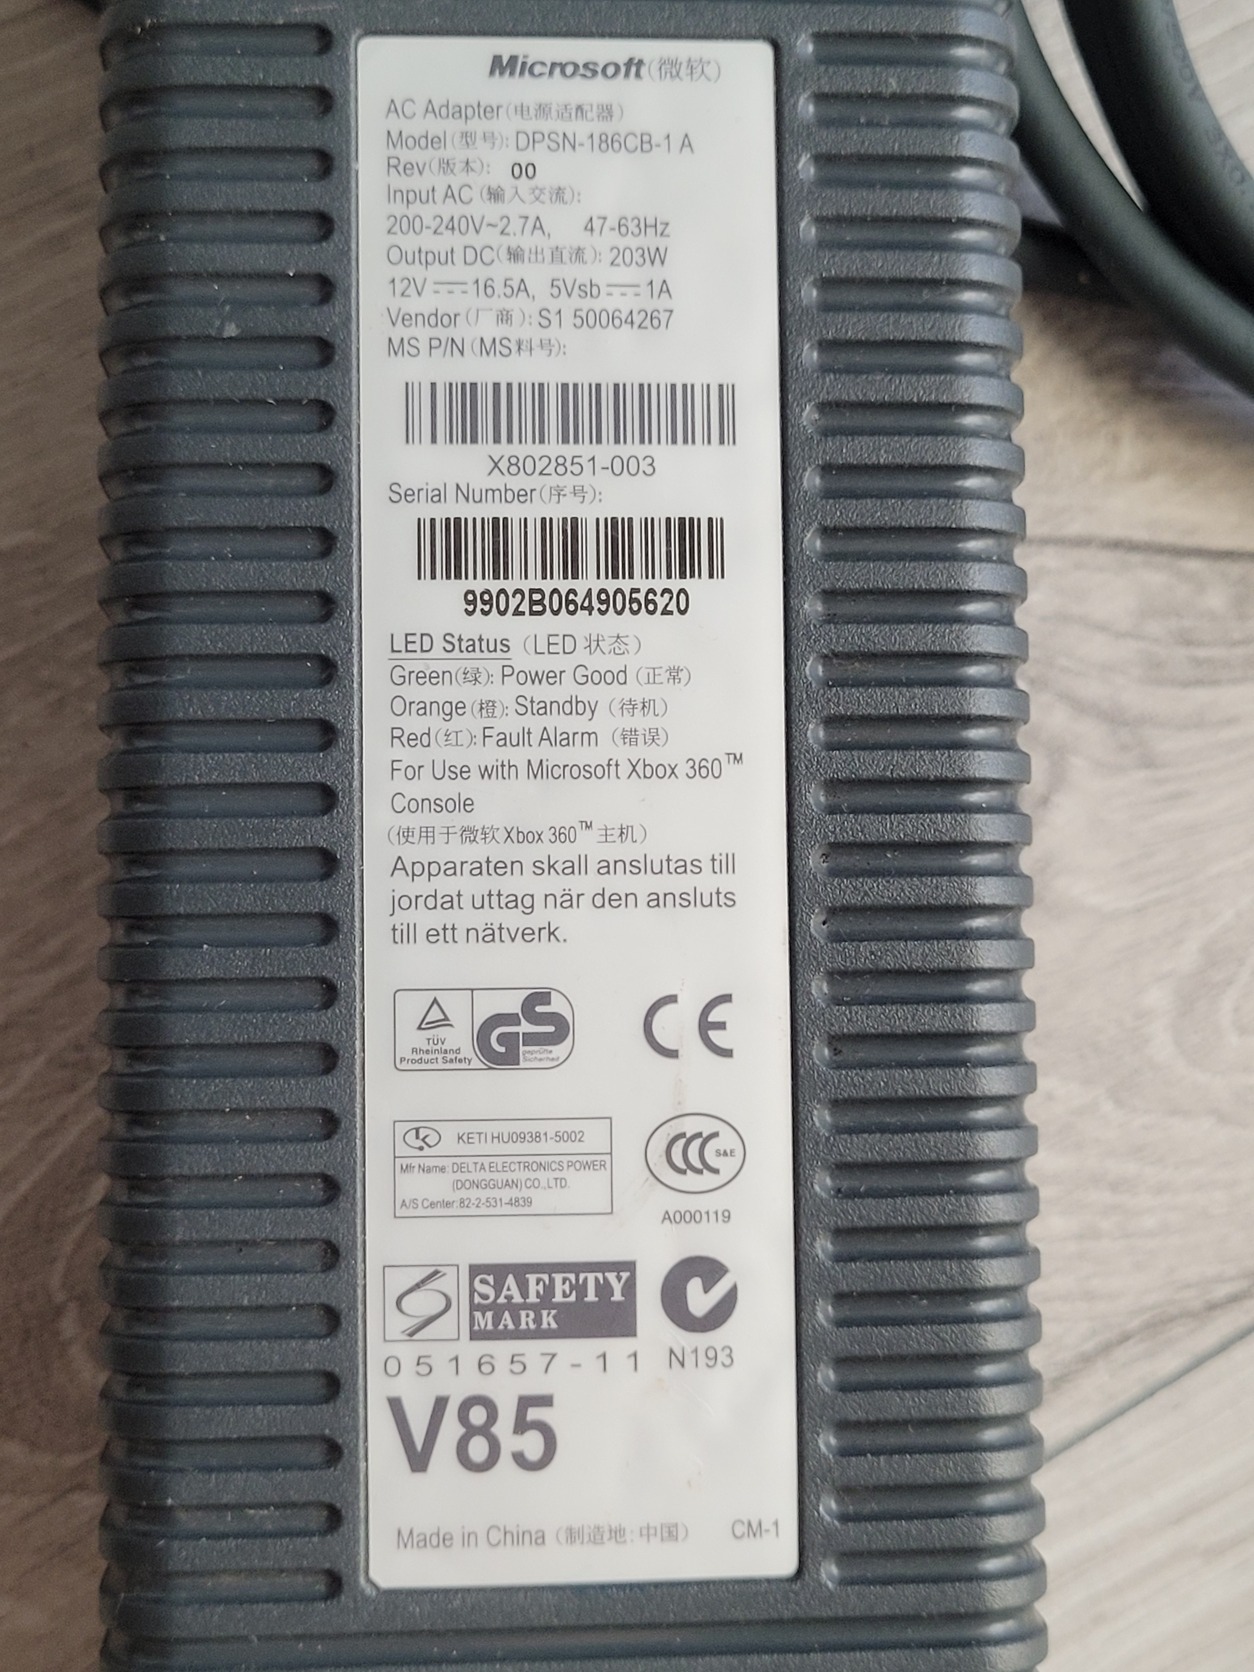 Microsoft(微软)
AC Adapter(电源适配器)
Model(型号): DPSN-186CB-1 A
Rev(版本): 00
Input AC(输入交流):
200-240V~2.7A, 47-63Hz
Output DC(输出直流): 203W
12V⎓16.5A, 5Vsb⎓1A
Vendor(厂商): S1 50064267
MS P/N(MS料号):
X802851-003
Serial Number(序号):
9902B064905620
LED Status (LED 状态)
Green(绿): Power Good (正常)
Orange(橙): Standby (待机)
Red(红): Fault Alarm (错误)
For Use with Microsoft Xbox 360™
Console
(使用于微软Xbox 360™主机)
Apparaten skall anslutas till
jordat uttag när den ansluts
till ett nätverk.
TÜV
Rheinland
Product Safety
GS
geprüfte
Sicherheit
CE
KETI HU09381-5002
Mfr Name: DELTA ELECTRONICS POWER
(DONGGUAN) CO.,LTD.
A/S Center:82-2-531-4839
CCC S&E
A000119
SAFETY
MARK
051657-11 N193
V85
Made in China (制造地:中国) CM-1